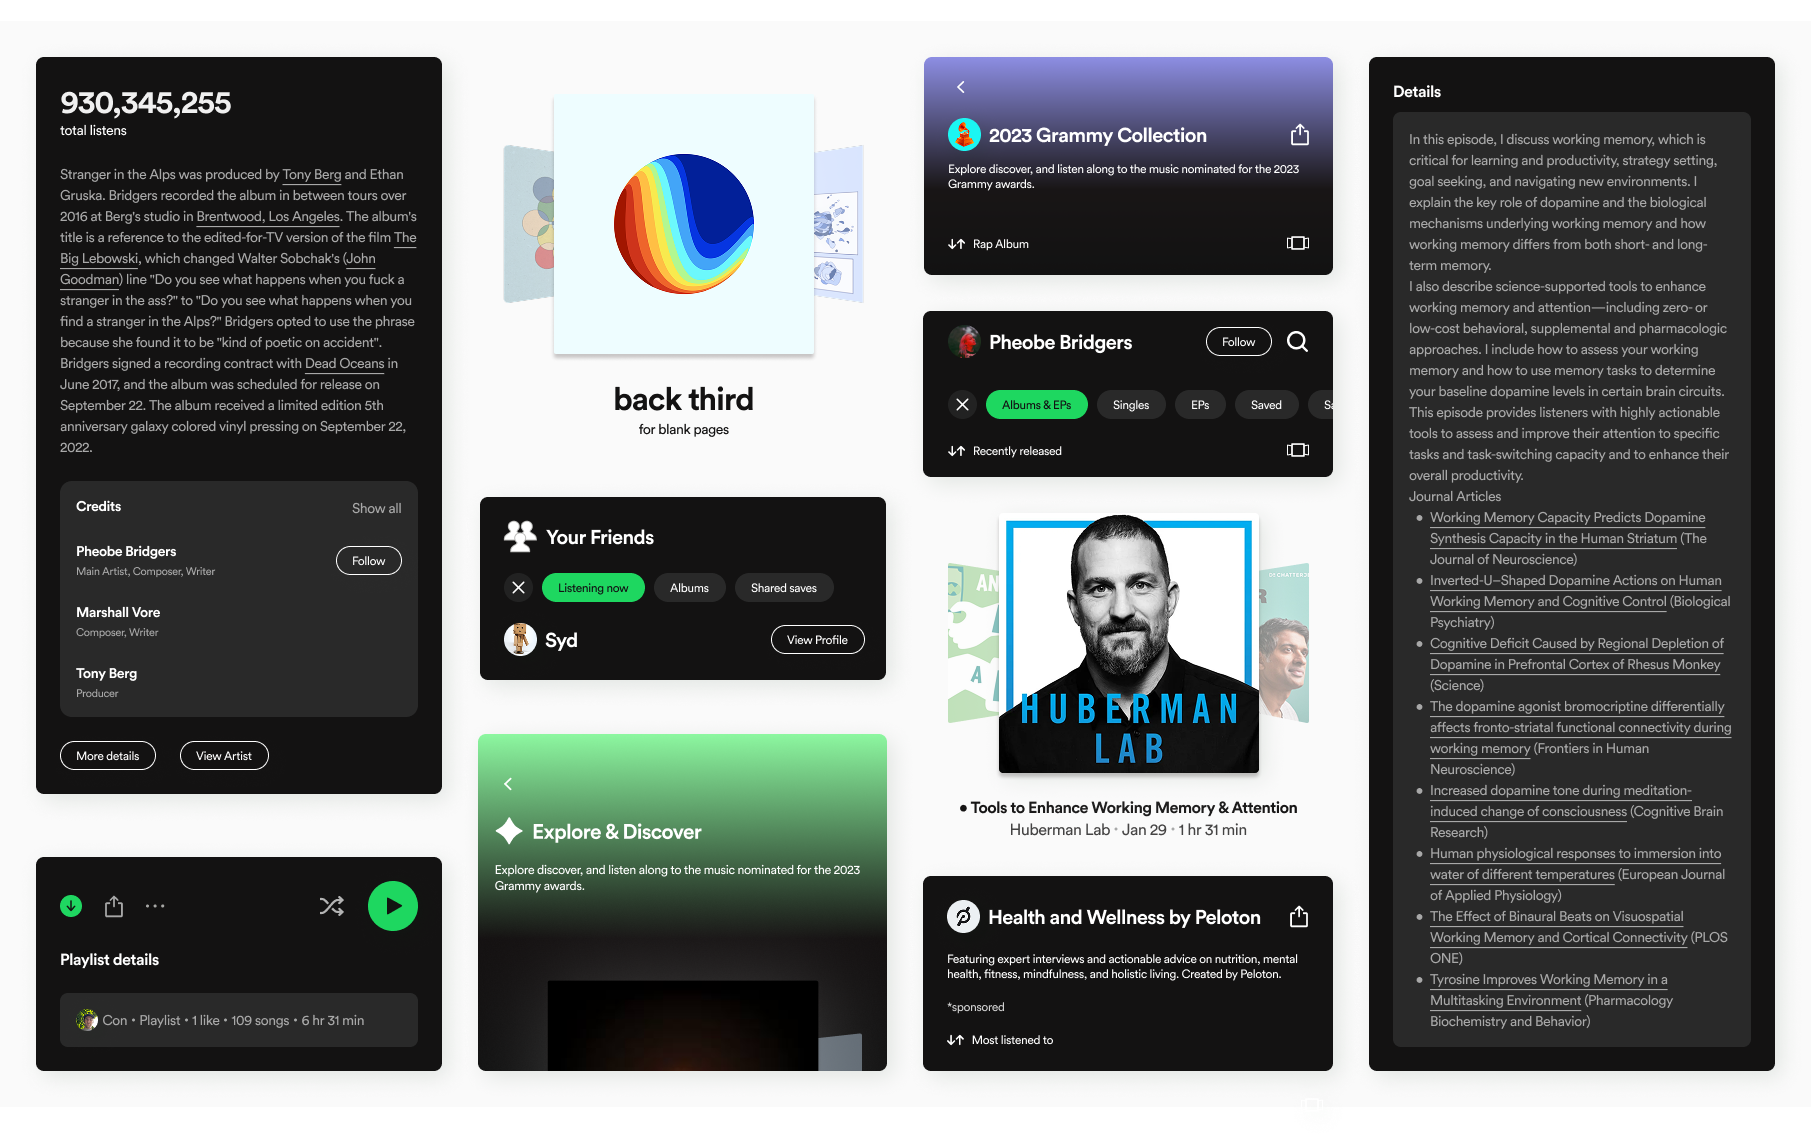 930,345,255
total listens
Stranger in the Alps was produced by Tony Berg and Ethan
Gruska. Bridgers recorded the album in between tours over
2016 at Berg's studio in Brentwood, Los Angeles. The album's
title is a reference to the edited-for-TV version of the film The
Big Lebowski, which changed Walter Sobchak's (John
Goodman) line "Do you see what happens when you fuck a
stranger in the ass?" to "Do you see what happens when you
find a stranger in the Alps?" Bridgers opted to use the phrase
because she found it to be "kind of poetic on accident".
Bridgers signed a recording contract with Dead Oceans in
June 2017, and the album was scheduled for release on
September 22. The album received a limited edition 5th
anniversary galaxy colored vinyl pressing on September 22,
2022.
Credits
Show all
Pheobe Bridgers
Main Artist, Composer, Writer
Follow
Marshall Vore
Composer, Writer
Tony Berg
Producer
More details
View Artist
Playlist details
Con • Playlist • 1 like • 109 songs • 6 hr 31 min
back third
for blank pages
Your Friends
Listening now
Albums
Shared saves
Syd
View Profile
Explore & Discover
Explore discover, and listen along to the music nominated for the 2023
Grammy awards.
2023 Grammy Collection
Explore discover, and listen along to the music nominated for the 2023
Grammy awards.
Rap Album
Pheobe Bridgers
Follow
Albums & EPs
Singles
EPs
Saved
Sa
Recently released
AN
A
HUBERMAN
LAB
• Tools to Enhance Working Memory & Attention
Huberman Lab • Jan 29 • 1 hr 31 min
Health and Wellness by Peloton
Featuring expert interviews and actionable advice on nutrition, mental
health, fitness, mindfulness, and holistic living. Created by Peloton.
*sponsored
Most listened to
Details
In this episode, I discuss working memory, which is
critical for learning and productivity, strategy setting,
goal seeking, and navigating new environments. I
explain the key role of dopamine and the biological
mechanisms underlying working memory and how
working memory differs from both short- and long-
term memory.
I also describe science-supported tools to enhance
working memory and attention—including zero- or
low-cost behavioral, supplemental and pharmacologic
approaches. I include how to assess your working
memory and how to use memory tasks to determine
your baseline dopamine levels in certain brain circuits.
This episode provides listeners with highly actionable
tools to assess and improve their attention to specific
tasks and task-switching capacity and to enhance their
overall productivity.
Journal Articles
• Working Memory Capacity Predicts Dopamine
Synthesis Capacity in the Human Striatum (The
Journal of Neuroscience)
• Inverted-U–Shaped Dopamine Actions on Human
Working Memory and Cognitive Control (Biological
Psychiatry)
• Cognitive Deficit Caused by Regional Depletion of
Dopamine in Prefrontal Cortex of Rhesus Monkey
(Science)
• The dopamine agonist bromocriptine differentially
affects fronto-striatal functional connectivity during
working memory (Frontiers in Human
Neuroscience)
• Increased dopamine tone during meditation-
induced change of consciousness (Cognitive Brain
Research)
• Human physiological responses to immersion into
water of different temperatures (European Journal
of Applied Physiology)
• The Effect of Binaural Beats on Visuospatial
Working Memory and Cortical Connectivity (PLOS
ONE)
• Tyrosine Improves Working Memory in a
Multitasking Environment (Pharmacology
Biochemistry and Behavior)